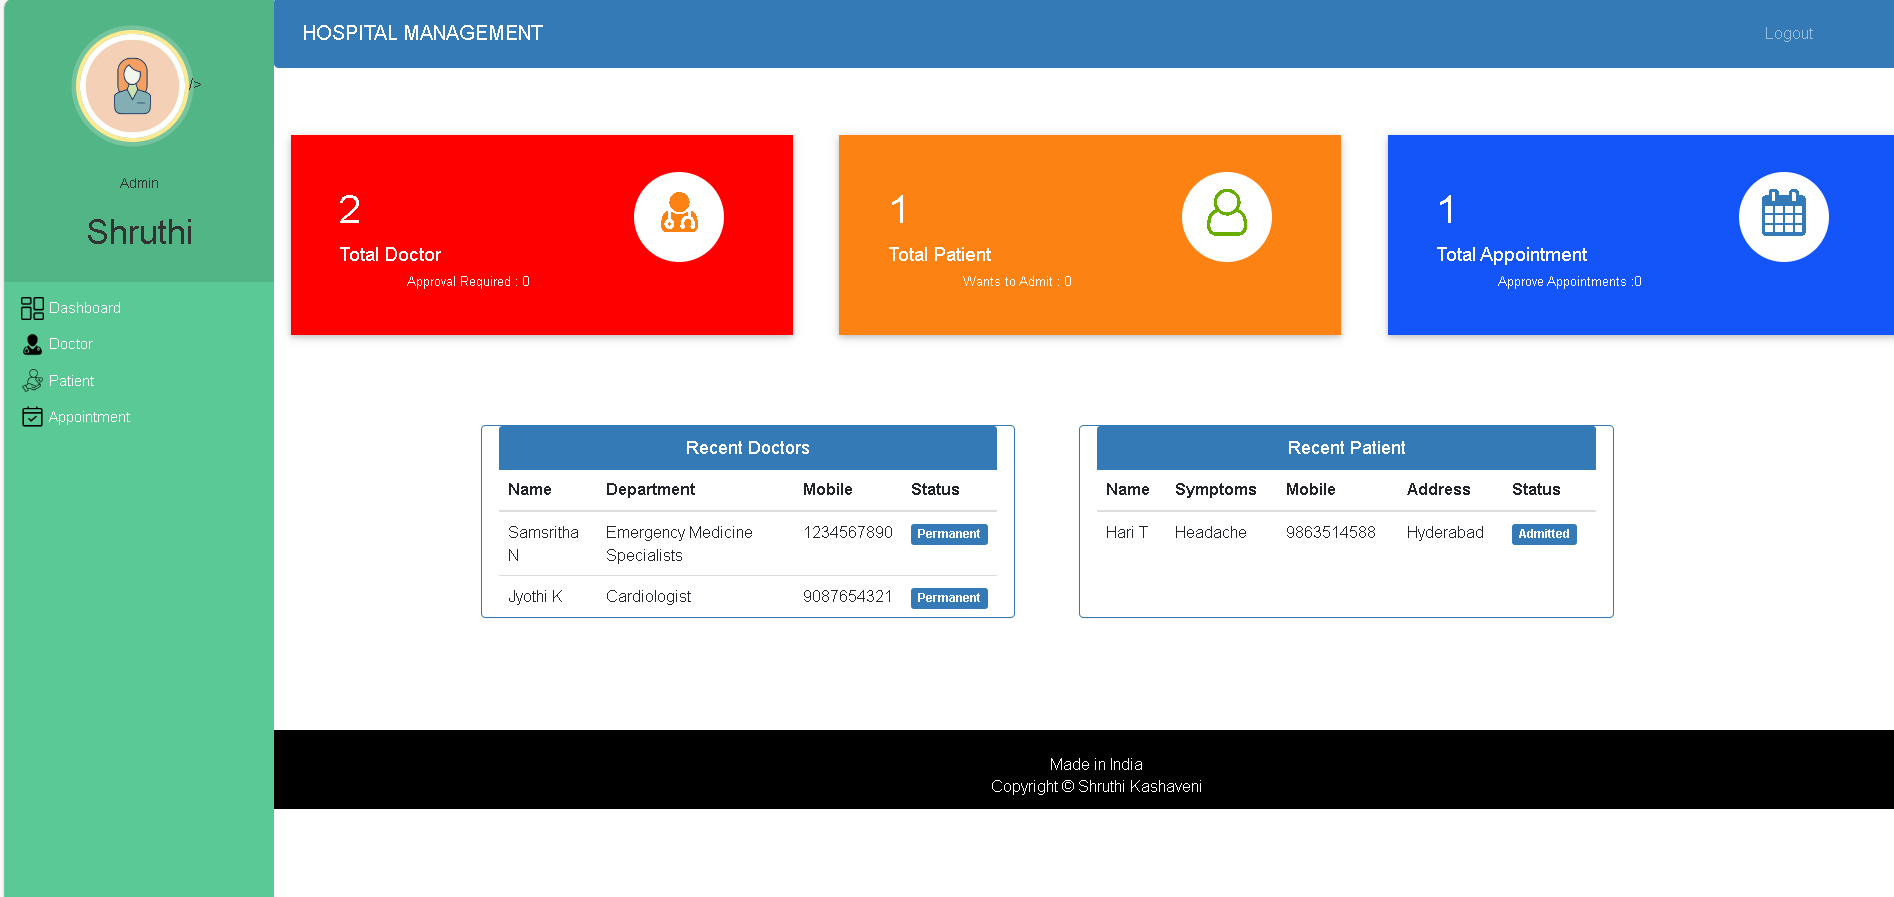 />
Admin
Shruthi
Dashboard
Doctor
Patient
Appointment
HOSPITAL MANAGEMENT
Logout
2
Total Doctor
Approval Required : 0
1
Total Patient
Wants to Admit : 0
1
Total Appointment
Approve Appointments :0
Recent Doctors
Name Department Mobile Status
Samsritha Emergency Medicine 1234567890 Permanent
N Specialists
Jyothi K Cardiologist 9087654321 Permanent
Recent Patient
Name Symptoms Mobile Address Status
Hari T Headache 9863514588 Hyderabad Admitted
Made in India
Copyright © Shruthi Kashaveni